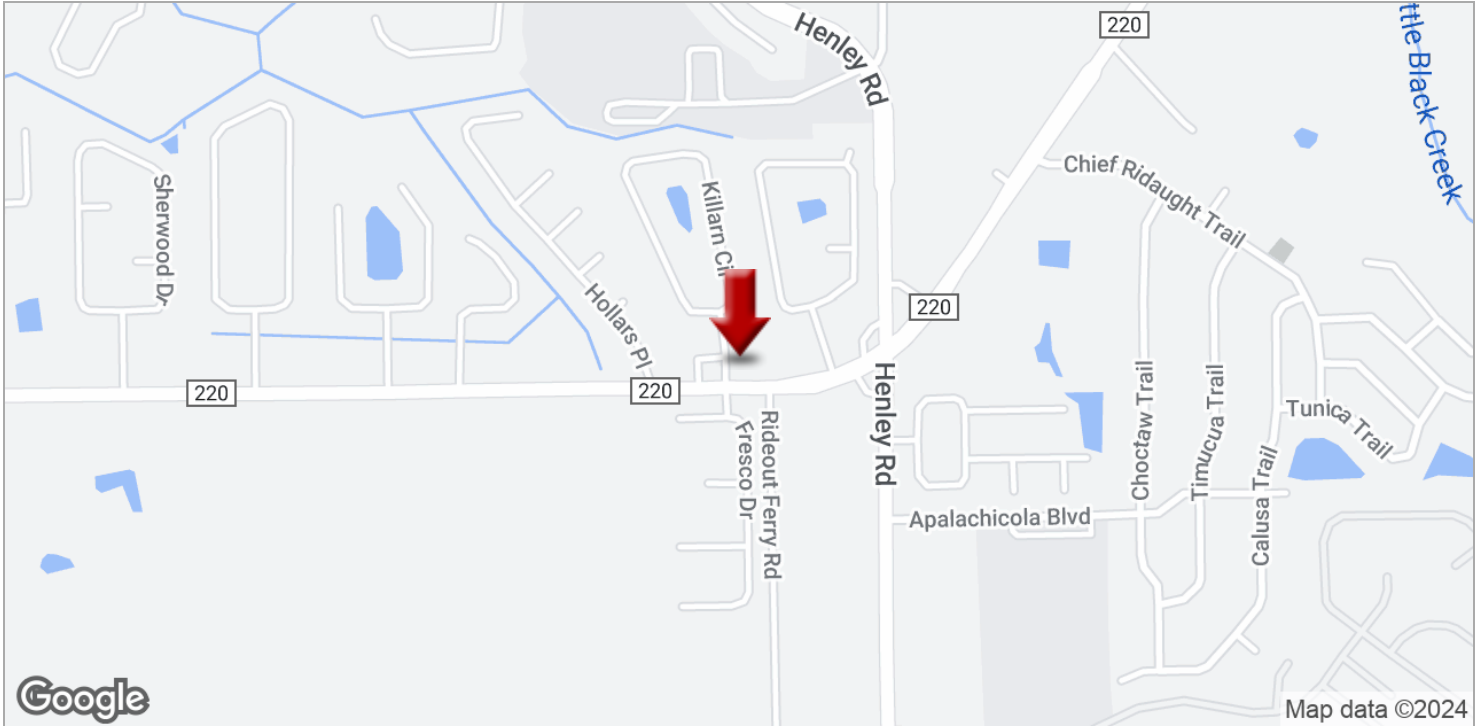 220
Henley Rd
ttle Black Creek
Chief Ridaught Trail
Sherwood Dr
Killarn Cir
Hollars Pl
220
220
220
Henley Rd
Rideout Ferry Rd
Fresco Dr
Choctaw Trail
Timucua Trail
Tunica Trail
Calusa Trail
Apalachicola Blvd
Google
Map data ©2024